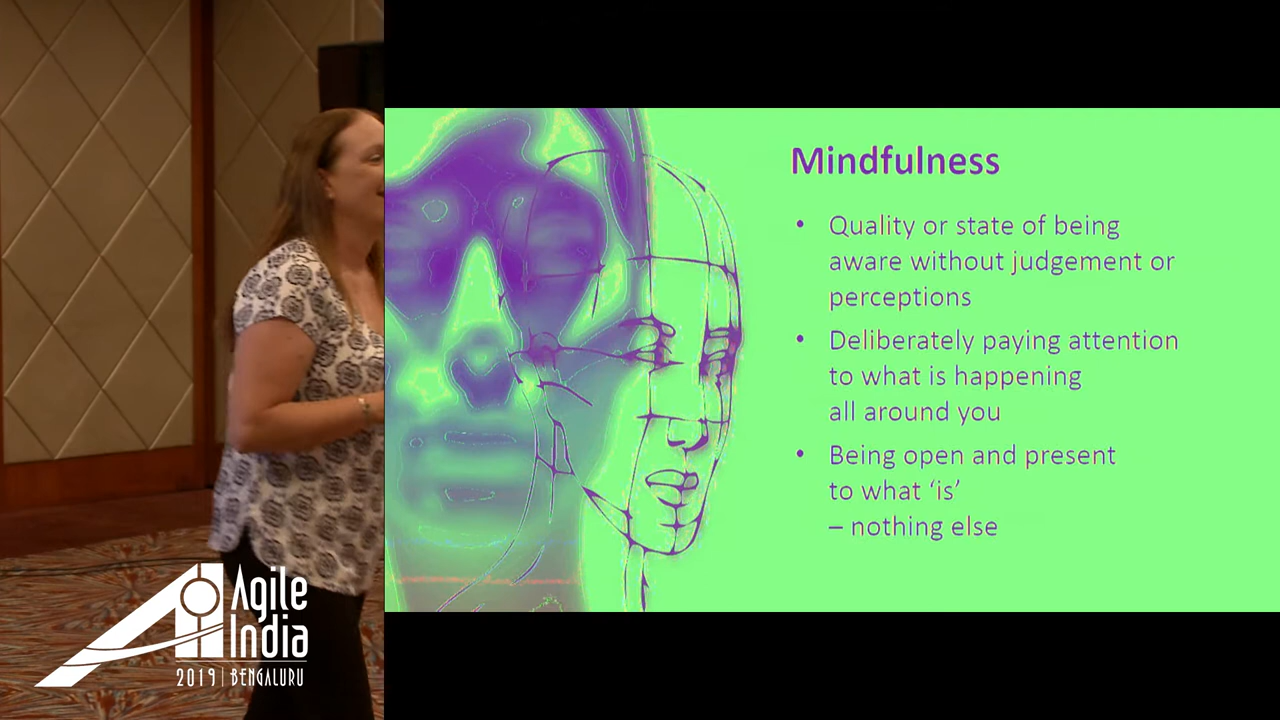 Mindfulness
• Quality or state of being
aware without judgement or
perceptions
• Deliberately paying attention
to what is happening
all around you
• Being open and present
to what ‘is’
– nothing else
Agile
India
2019 | BENGALURU